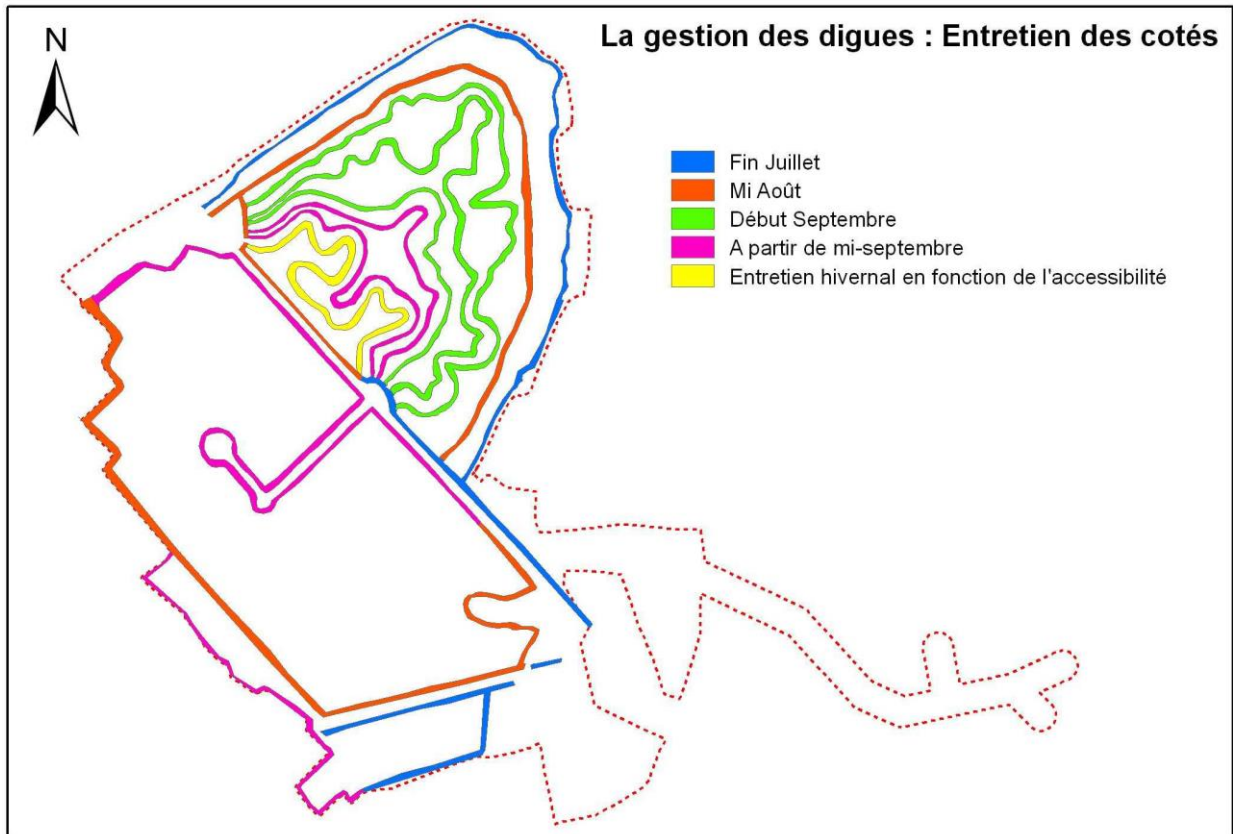 N
La gestion des digues : Entretien des cotés
Fin Juillet
Mi Août
Début Septembre
A partir de mi-septembre
Entretien hivernal en fonction de l'accessibilité